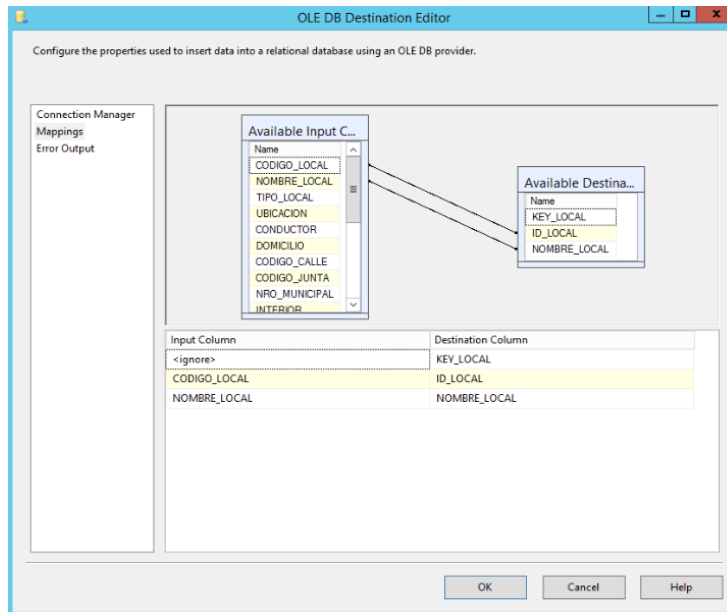 OLE DB Destination Editor
Configure the properties used to insert data into a relational database using an OLE DB provider.
Connection Manager
Mappings
Error Output
Available Input C...
Name
CODIGO_LOCAL
NOMBRE_LOCAL
TIPO_LOCAL
UBICACION
CONDUCTOR
DOMICILIO
CODIGO_CALLE
CODIGO_JUNTA
NRO_MUNICIPAL
INTERIOR
Available Destina...
Name
KEY_LOCAL
ID_LOCAL
NOMBRE_LOCAL
Input Column Destination Column
<ignore> KEY_LOCAL
CODIGO_LOCAL ID_LOCAL
NOMBRE_LOCAL NOMBRE_LOCAL
OK Cancel Help